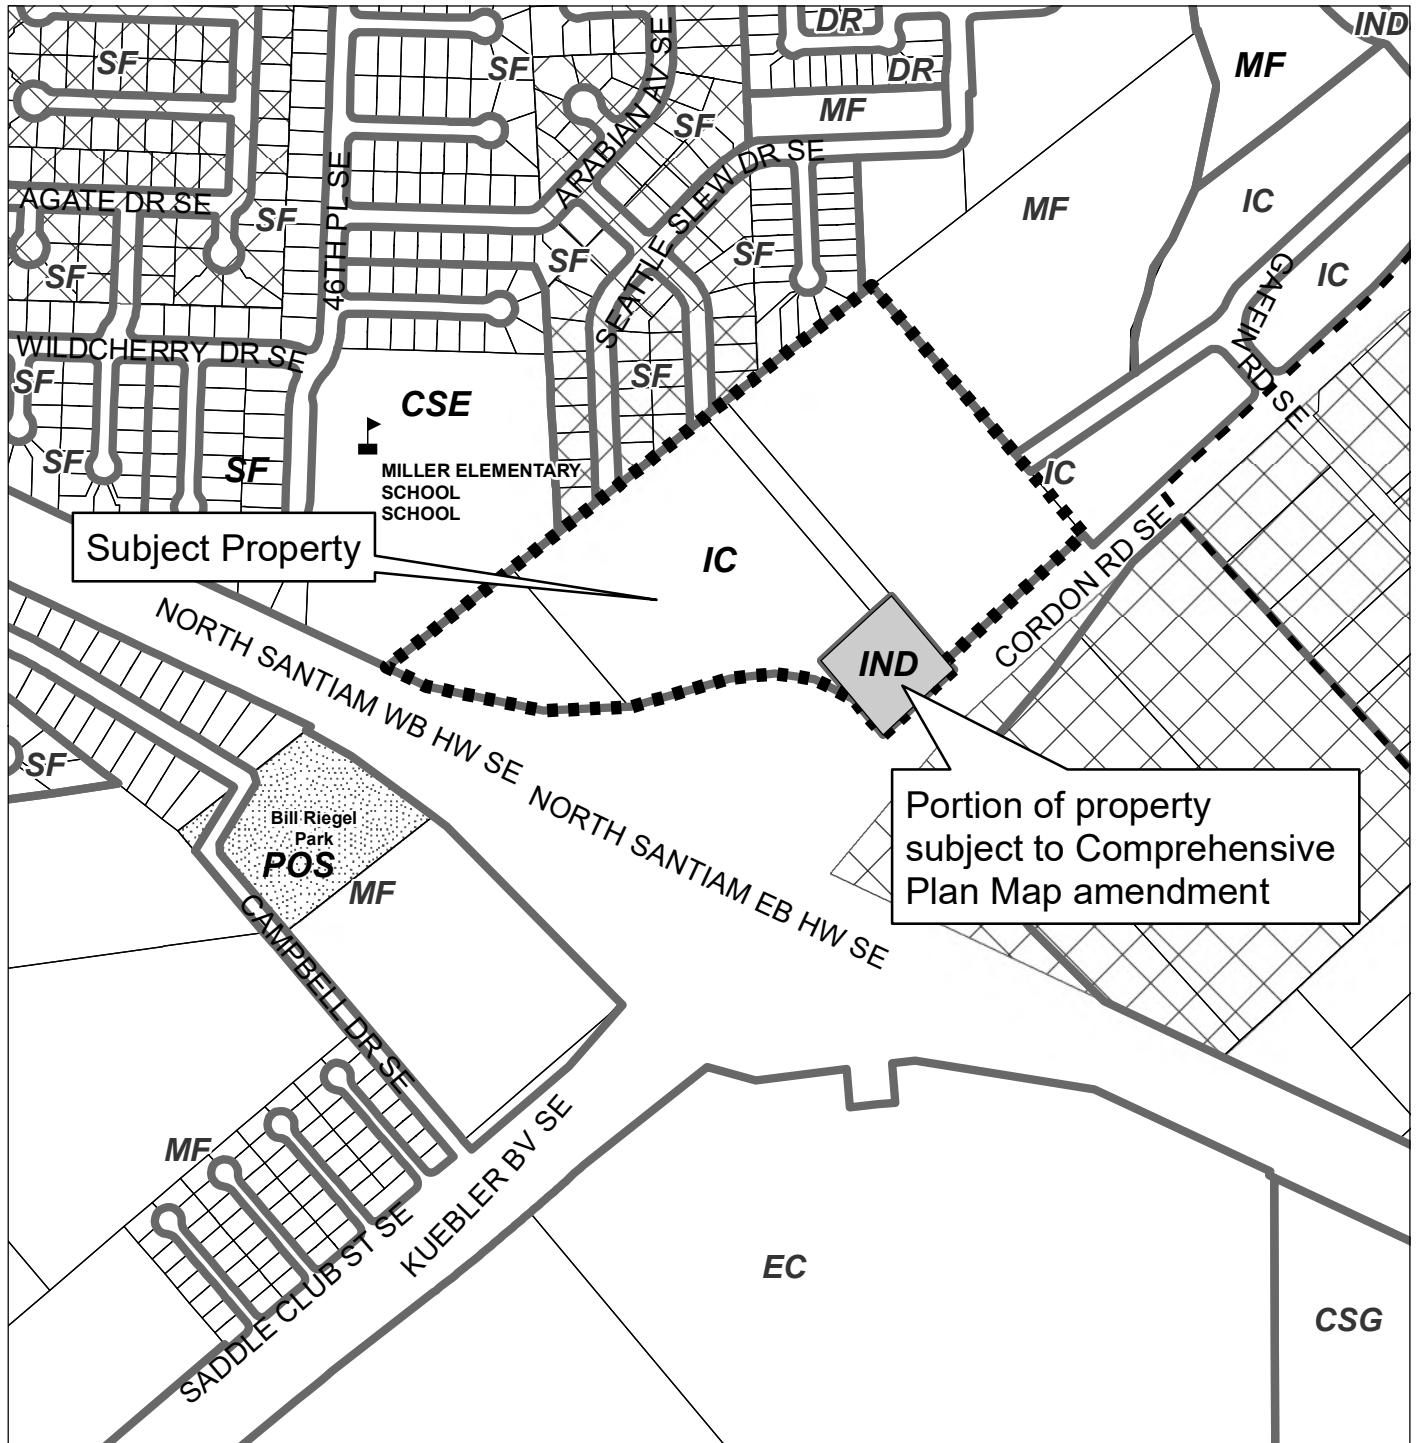 DR
IND
SF
SF
DR
MF
MF
SF
ARABIAN AV SE
SEATTLE SLEW DR SE
46TH PL SE
AGATE DR SE
SF
SF
SF
SF
MF
IC
IC
GAFFIN RD SE
WILDCHERRY DR SE
SF
SF
CSE
MILLER ELEMENTARY
SCHOOL
SCHOOL
SF
SF
IC
CORDON RD SE
Subject Property
IC
IND
NORTH SANTIAM WB HW SE
NORTH SANTIAM EB HW SE
SF
Portion of property
subject to Comprehensive
Plan Map amendment
Bill Riegel
Park
POS
MF
CAMPBELL DR SE
MF
KUEBLER BV SE
SADDLE CLUB ST SE
EC
CSG